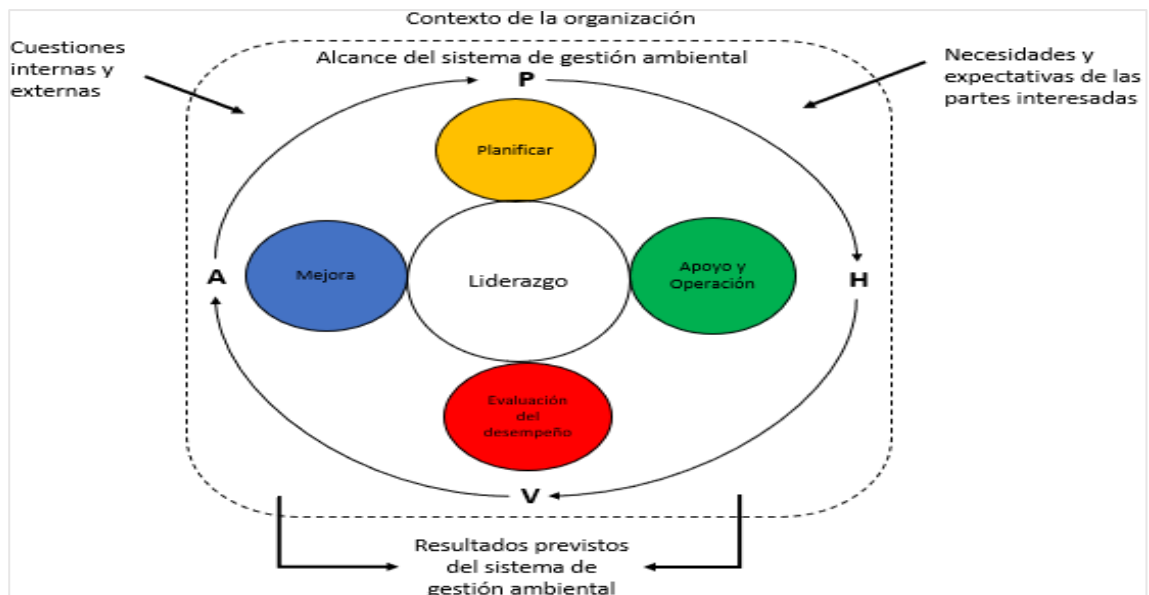 Contexto de la organización
Cuestiones
internas y
externas
Alcance del sistema de gestión ambiental
Necesidades y
expectativas de las
partes interesadas
P
Planificar
A
Mejora
Liderazgo
Apoyo y
Operación
H
Evaluación
del
desempeño
V
Resultados previstos
del sistema de
gestión ambiental